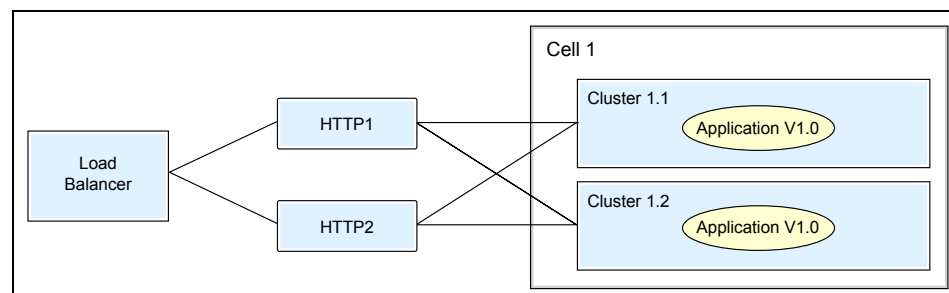 Cell 1
Cluster 1.1
Application V1.0
HTTP1
Load
Balancer
Cluster 1.2
HTTP2
Application V1.0